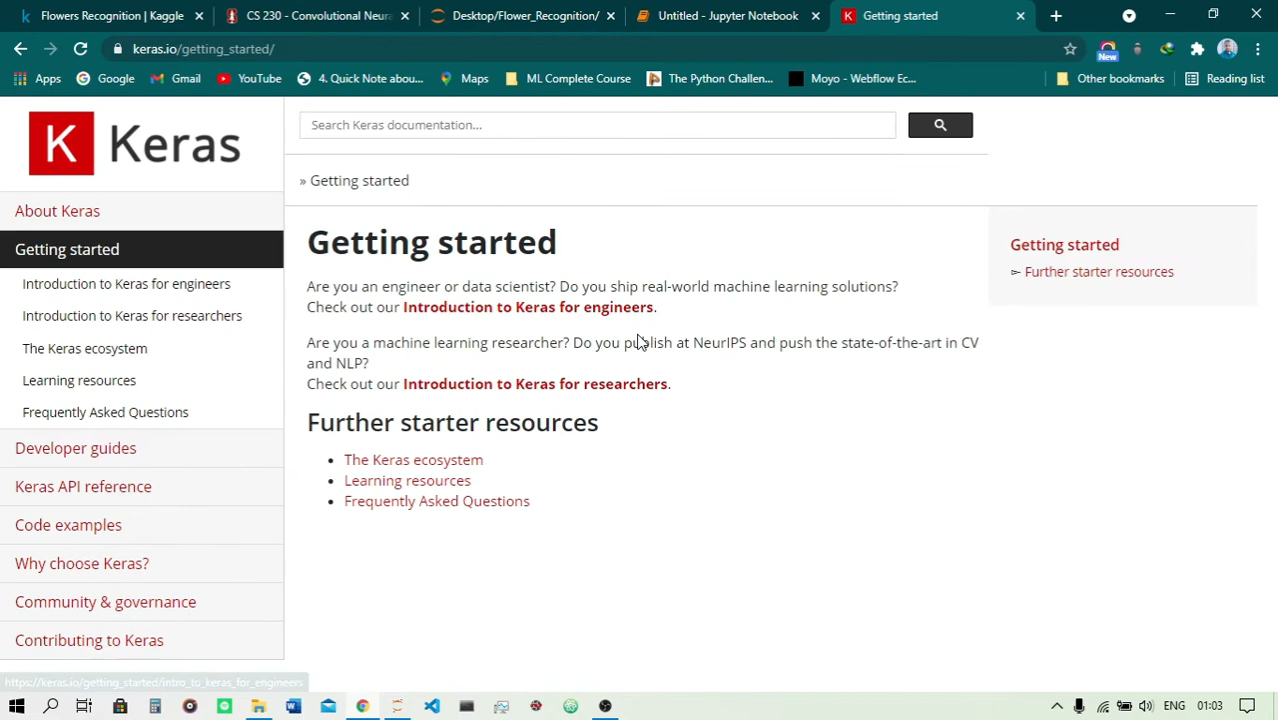 Flowers Recognition | Kaggle
CS 230 - Convolutional Neura
Desktop/Flower_Recognition/
Untitled - Jupyter Notebook
Getting started
keras.io/getting_started/
New
Apps
Google
Gmail
YouTube
4. Quick Note abou...
Maps
ML Complete Course
The Python Challen...
Moyo - Webflow Ec...
Other bookmarks
Reading list
K Keras
Search Keras documentation...
» Getting started
About Keras
Getting started
Introduction to Keras for engineers
Introduction to Keras for researchers
The Keras ecosystem
Learning resources
Frequently Asked Questions
Developer guides
Keras API reference
Code examples
Why choose Keras?
Community & governance
Contributing to Keras
Getting started
Are you an engineer or data scientist? Do you ship real-world machine learning solutions?
Check out our Introduction to Keras for engineers.
Are you a machine learning researcher? Do you publish at NeurIPS and push the state-of-the-art in CV
and NLP?
Check out our Introduction to Keras for researchers.
Further starter resources
• The Keras ecosystem
• Learning resources
• Frequently Asked Questions
Getting started
► Further starter resources
https://keras.io/getting_started/intro_to_keras_for_engineers
ENG
01:03